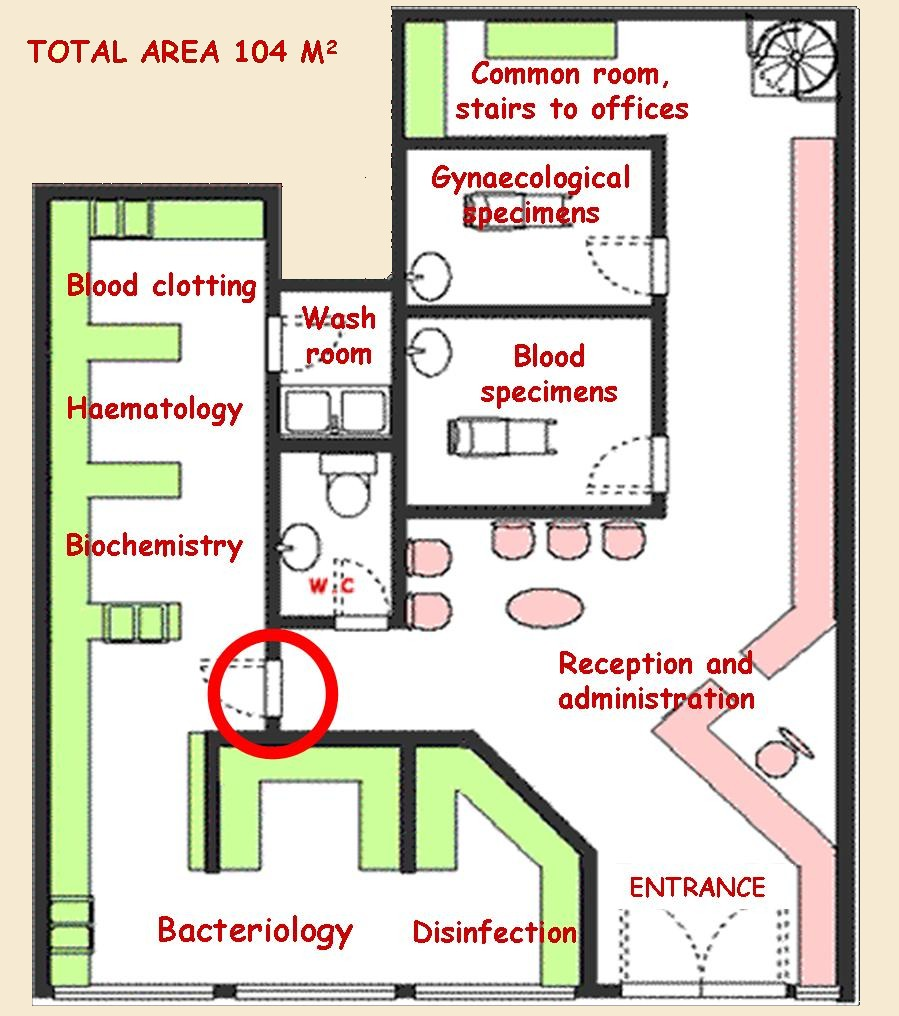 TOTAL AREA 104 M²
Common room,
stairs to offices
Gynaecological
specimens
Blood clotting
Wash
room
Blood
specimens
Haematology
Biochemistry
W.C
Reception and
administration
ENTRANCE
Bacteriology
Disinfection